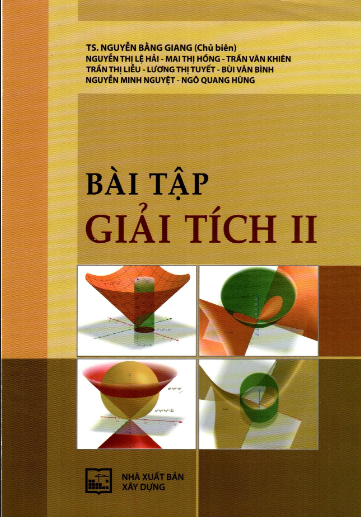 TS. NGUYỄN BẰNG GIANG (Chủ biên)
NGUYỄN THỊ LỆ HẢI - MAI THỊ HỒNG - TRẦN VĂN KHIÊN
TRẦN THỊ LIỄU - LƯƠNG THỊ TUYẾT - BÙI VĂN BÌNH
NGUYỄN MINH NGUYỆT - NGÔ QUANG HÙNG
BÀI TẬP
GIẢI TÍCH II
NHÀ XUẤT BẢN
XÂY DỰNG